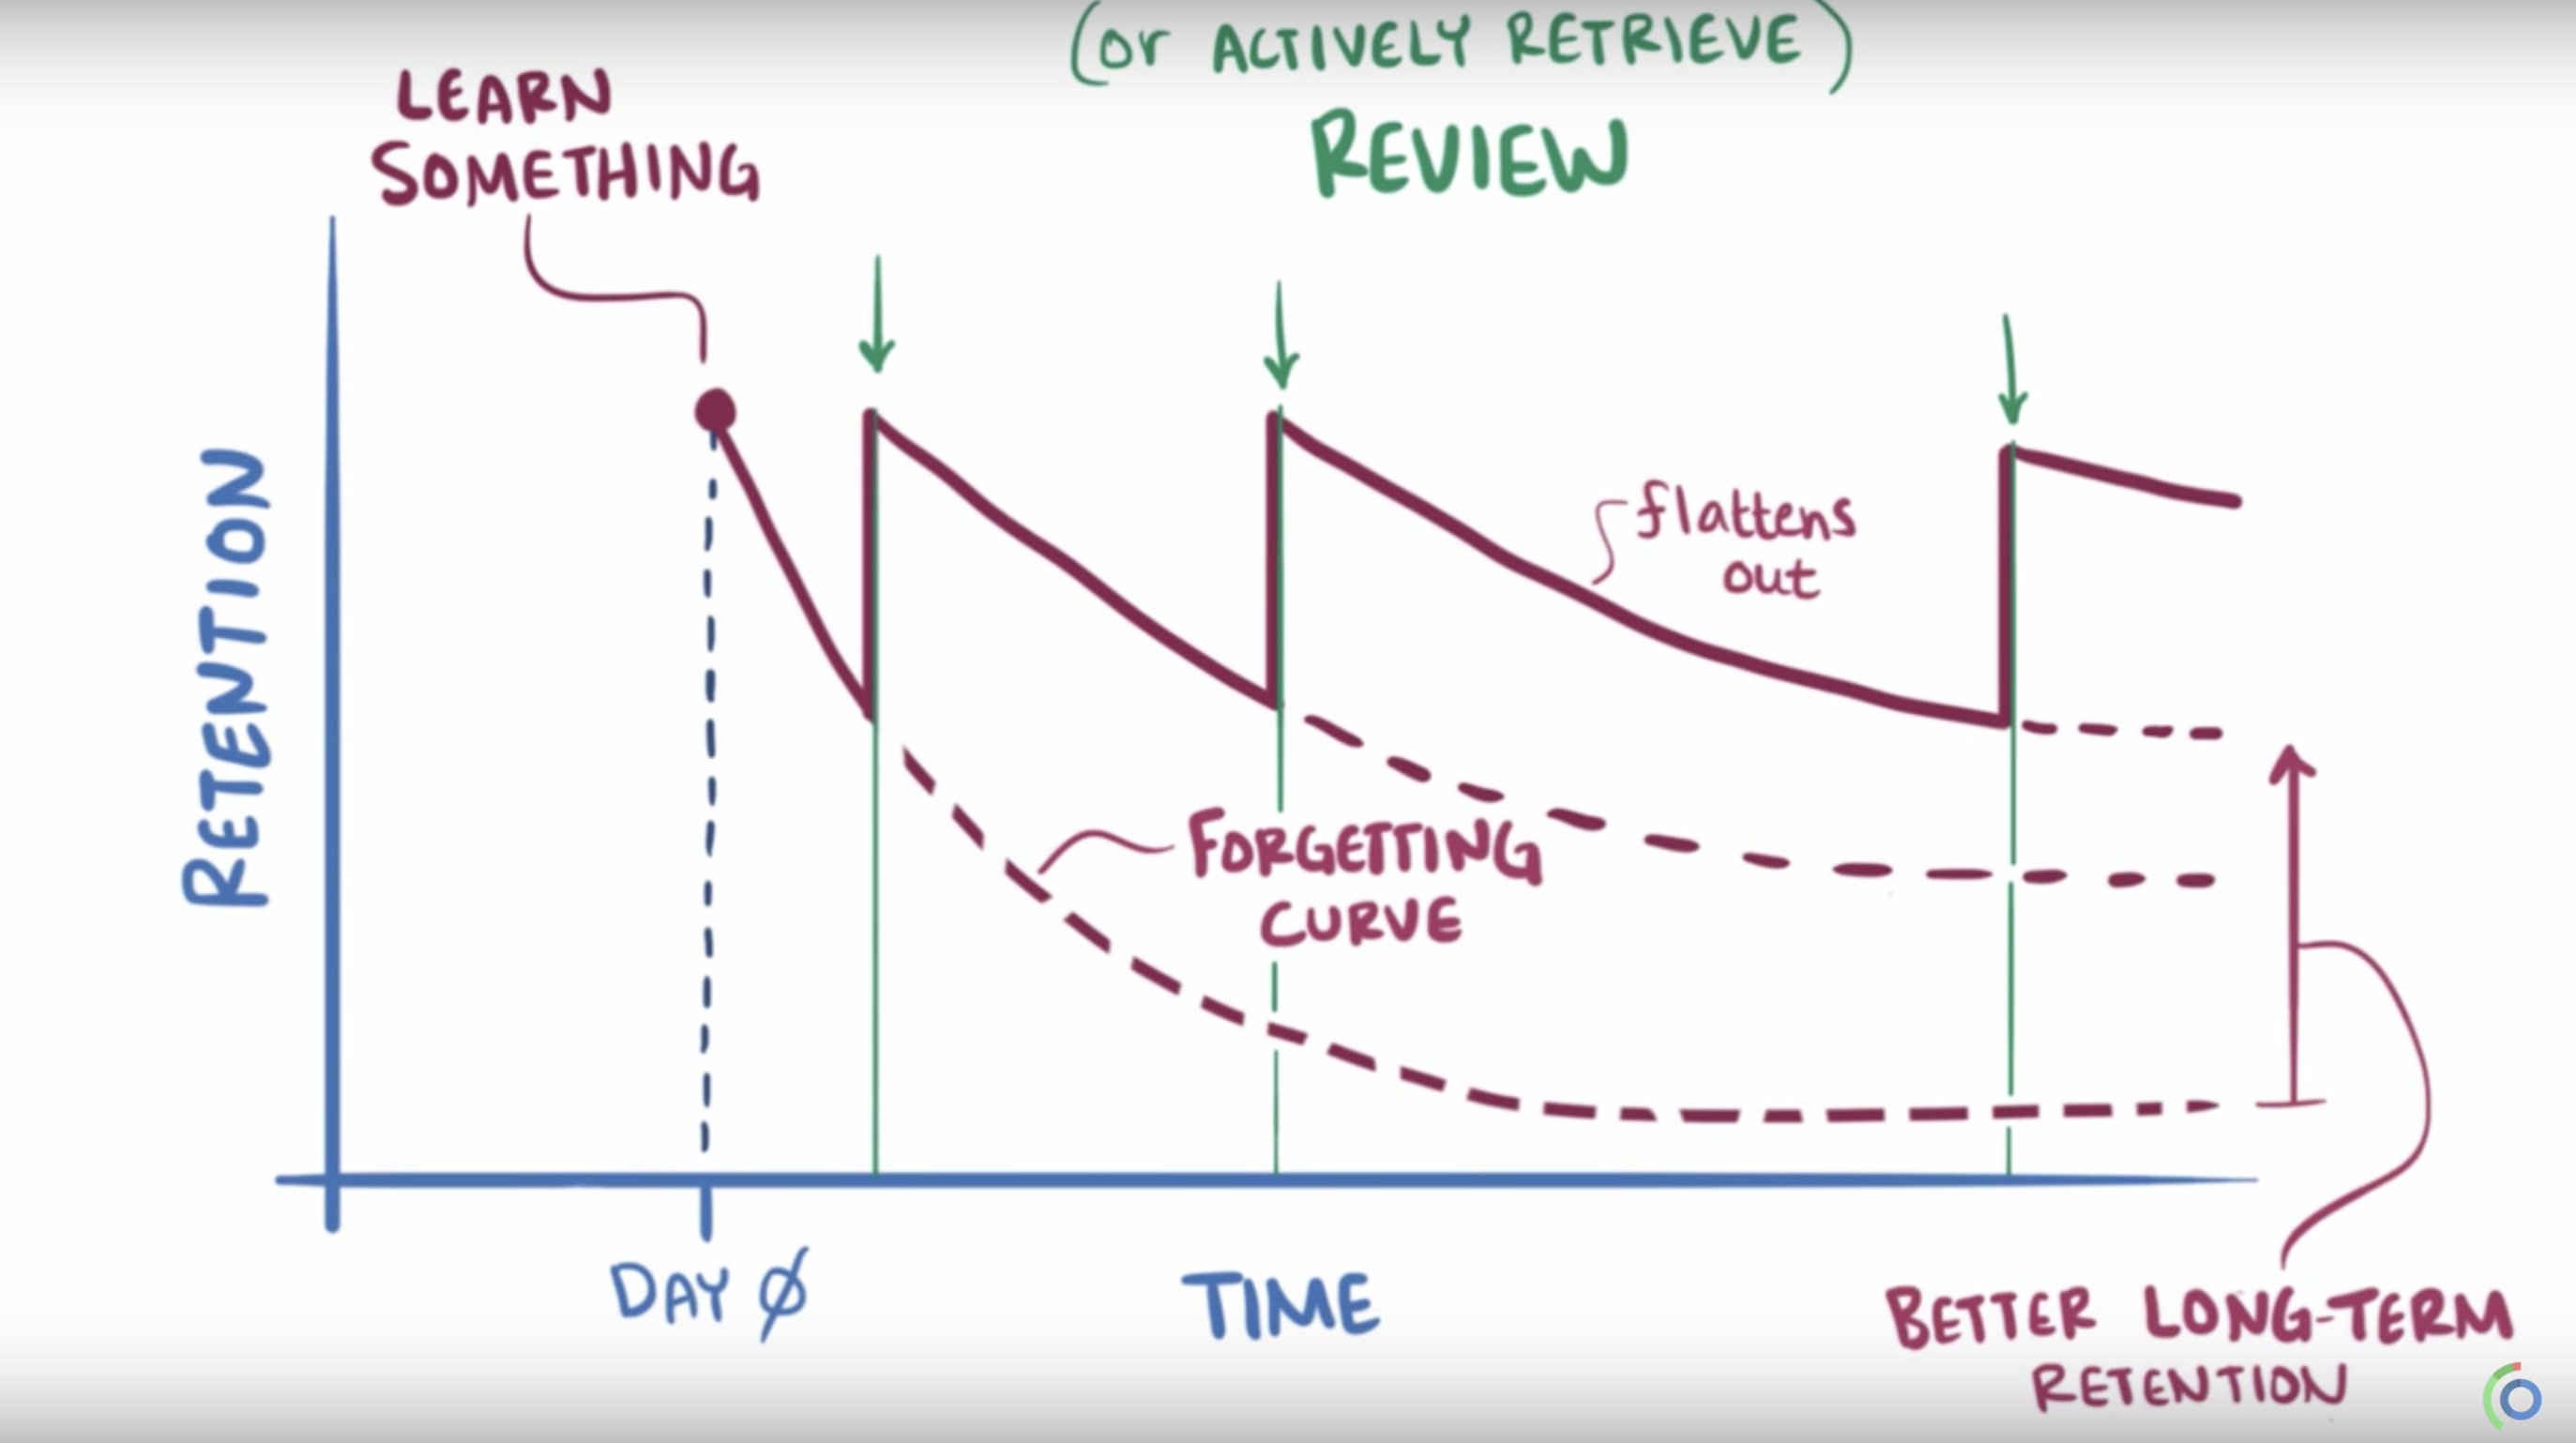 (or ACTIVELY RETRIEVE)
REVIEW
LEARN
SOMETHING
RETENTION
flattens
out
FORGETTING
CURVE
DAY Ø
TIME
BETTER LONG-TERM
RETENTION